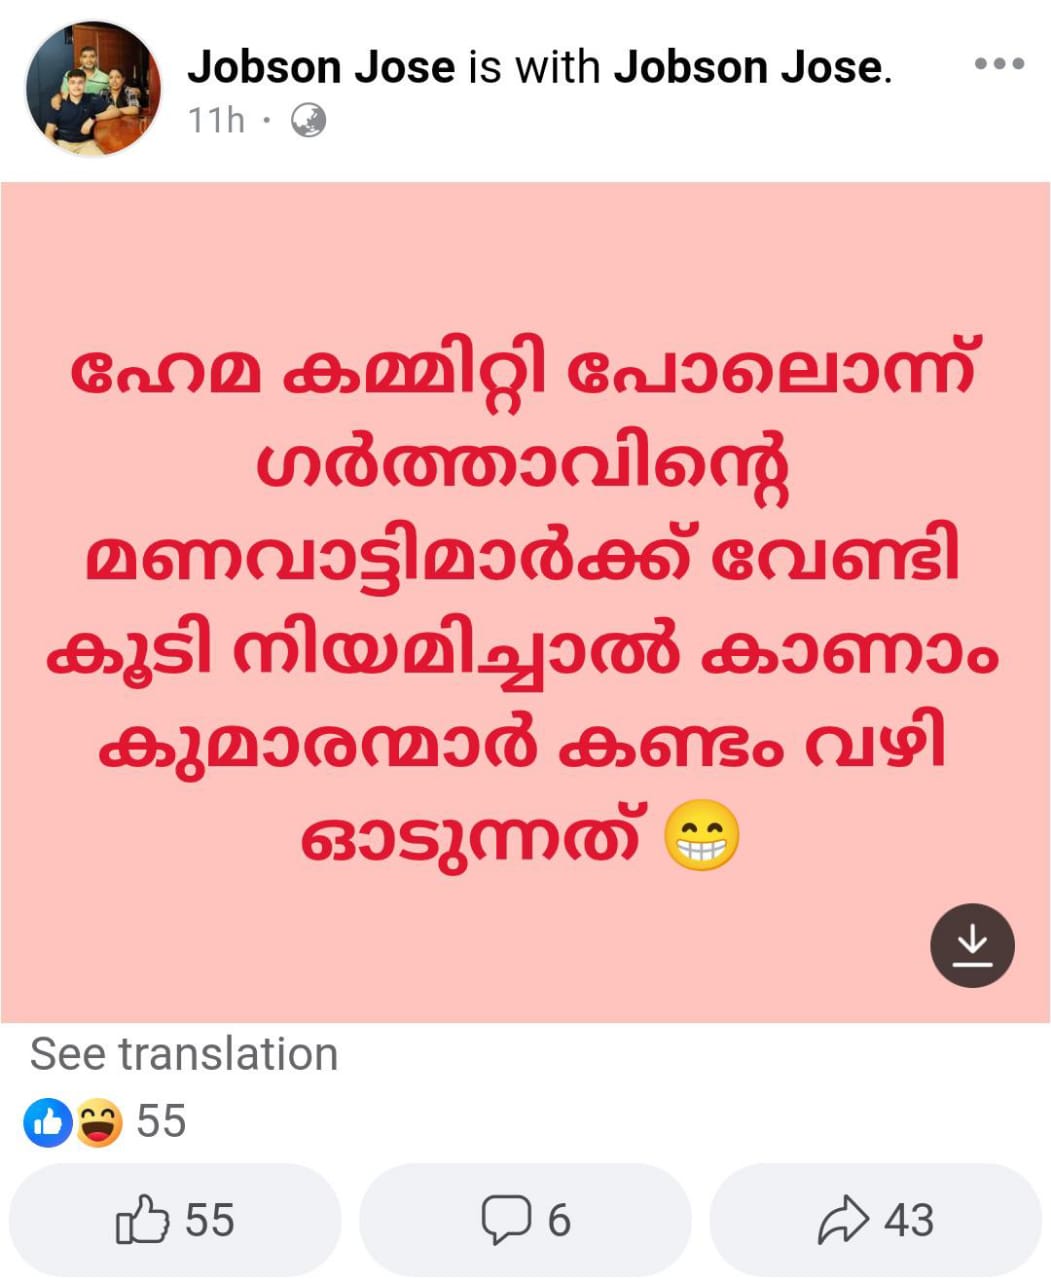 Jobson Jose is with Jobson Jose.
11h ·
ഹേമ കമ്മിറ്റി പോലൊന്ന്
ഗർത്താവിന്റെ
മണവാട്ടിമാർക്ക് വേണ്ടി
കൂടി നിയമിച്ചാൽ കാണാം
കുമാരന്മാർ കണ്ടം വഴി
ഓടുന്നത് 😁
See translation
55
55
6
43